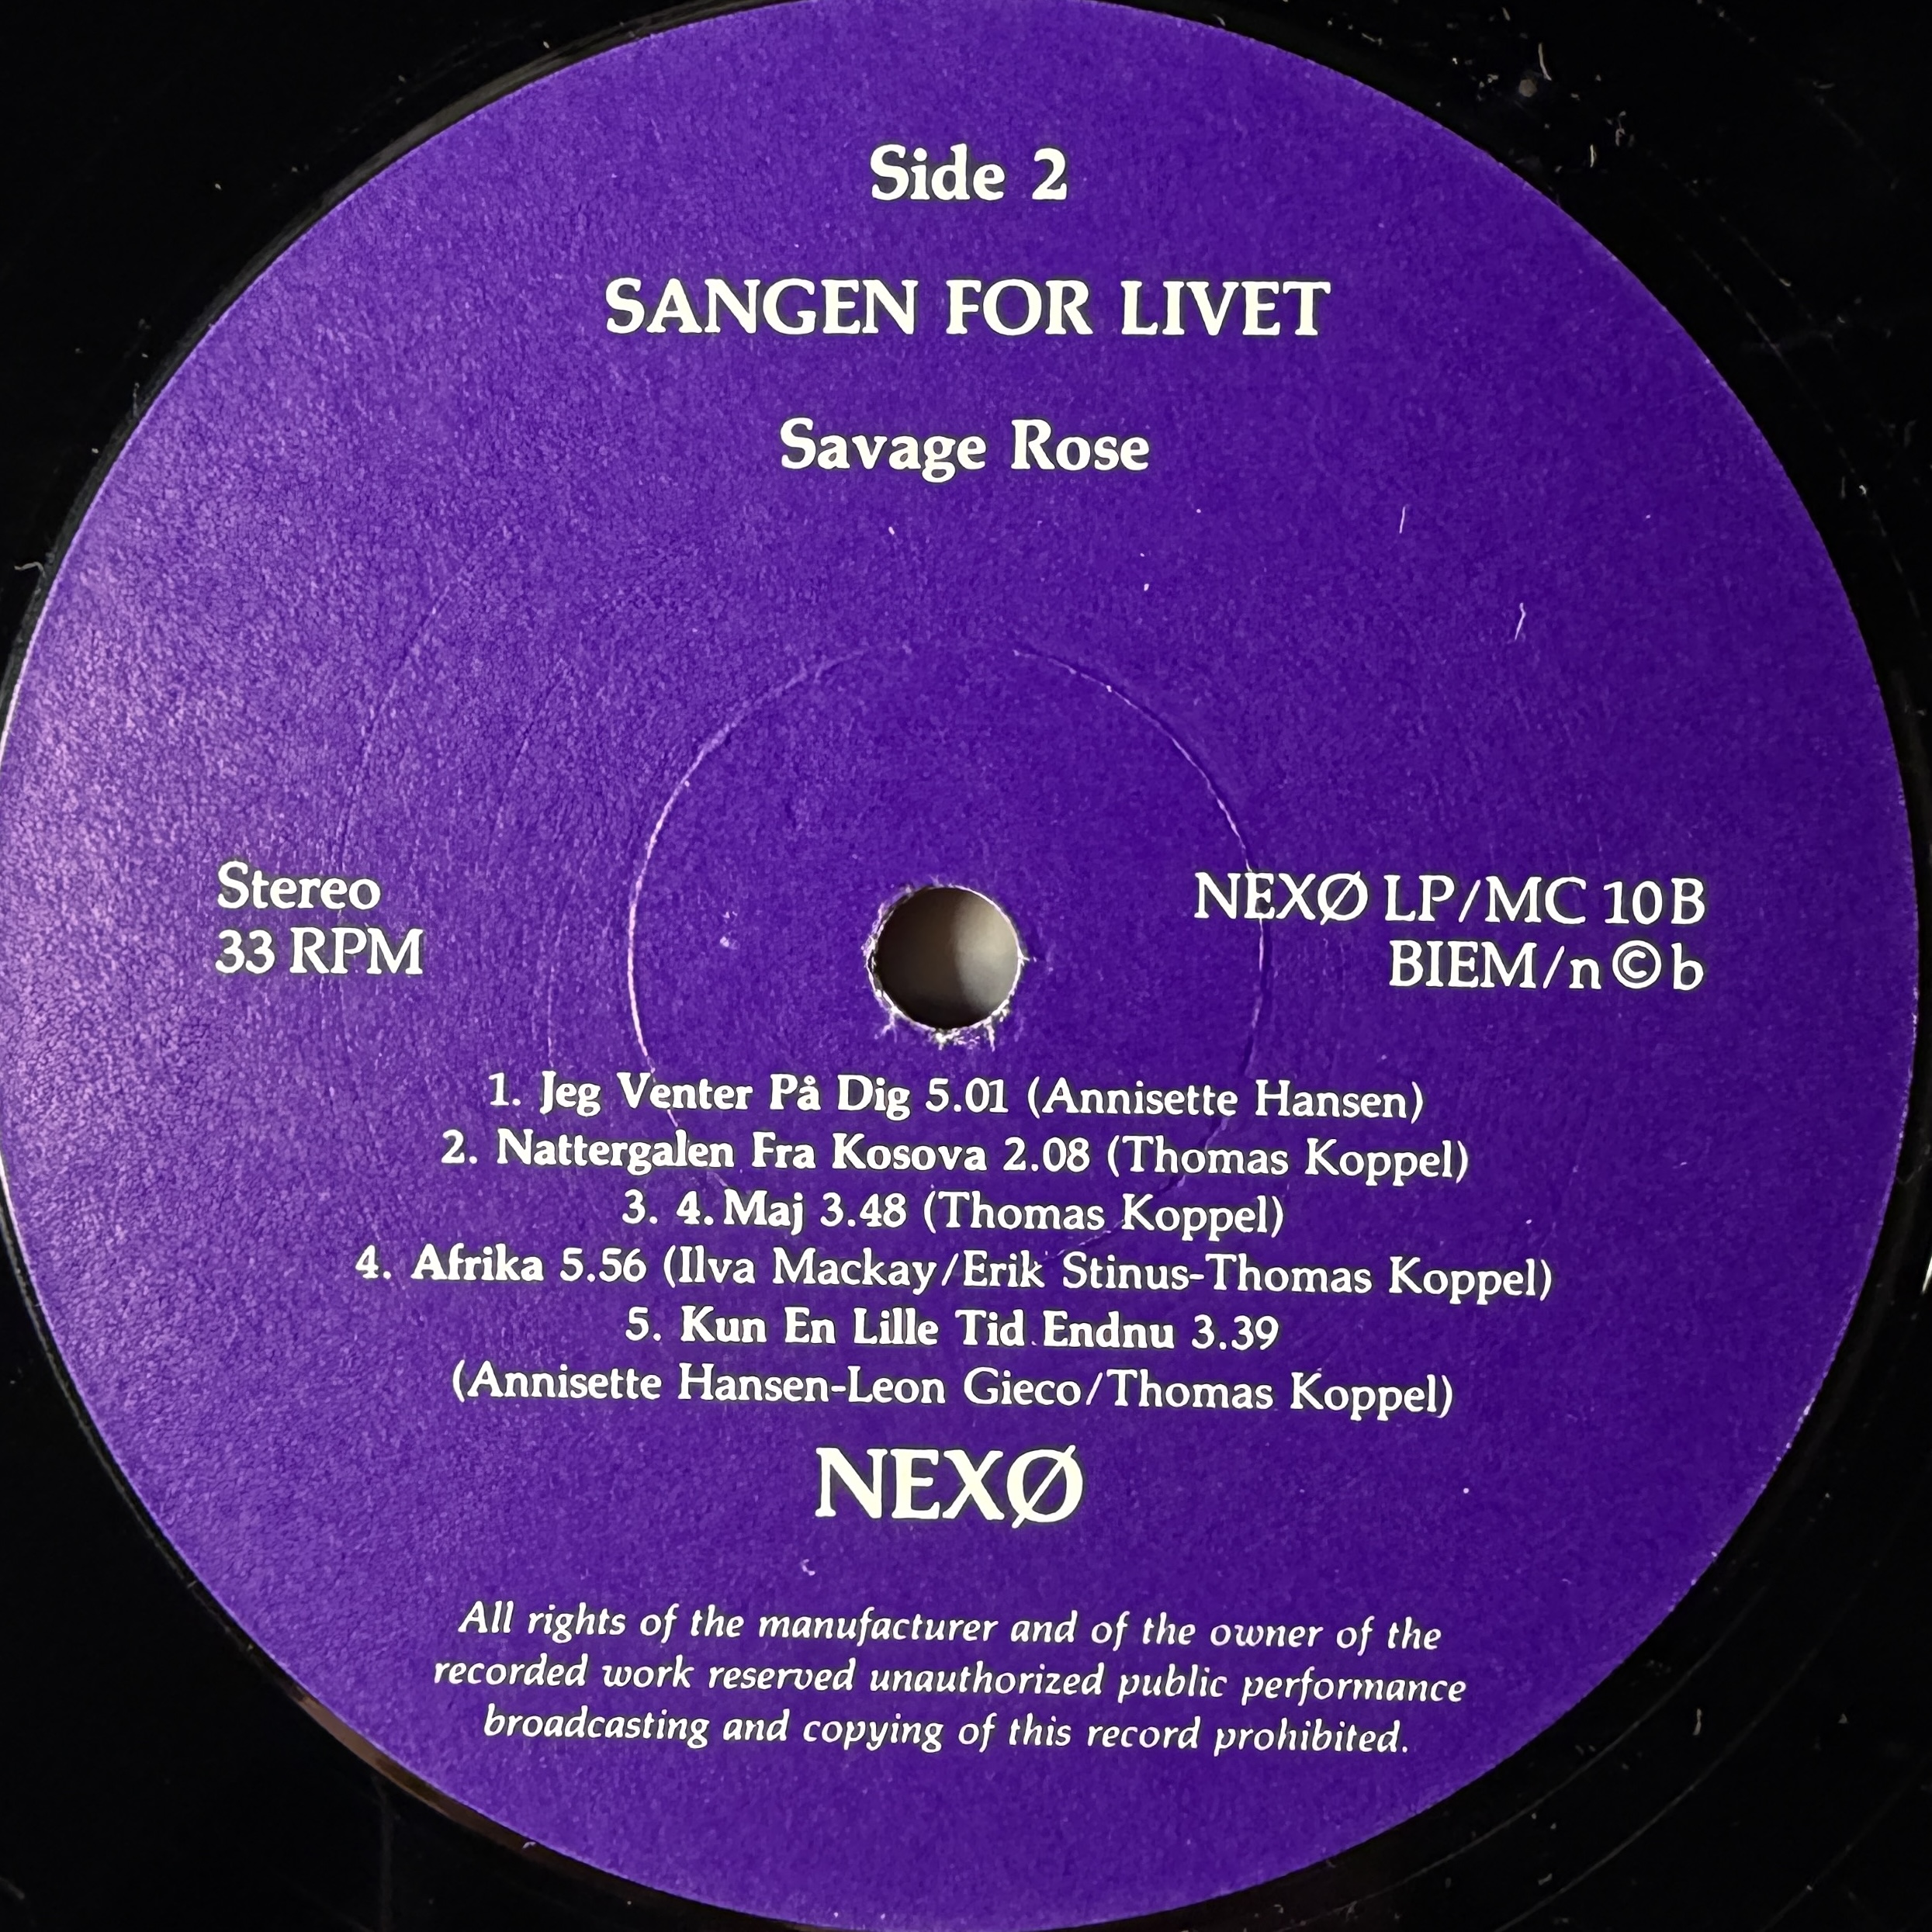 Side 2
SANGEN FOR LIVET
Savage Rose
Stereo
33 RPM
NEXØ LP/MC 10B
BIEM/n©b
1. Jeg Venter På Dig 5.01 (Annisette Hansen)
2. Nattergalen Fra Kosova 2.08 (Thomas Koppel)
3. 4. Maj 3.48 (Thomas Koppel)
4. Afrika 5.56 (Ilva Mackay/Erik Stinus-Thomas Koppel)
5. Kun En Lille Tid Endnu 3.39
(Annisette Hansen-Leon Gieco/Thomas Koppel)
NEXØ
All rights of the manufacturer and of the owner of the
recorded work reserved unauthorized public performance
broadcasting and copying of this record prohibited.